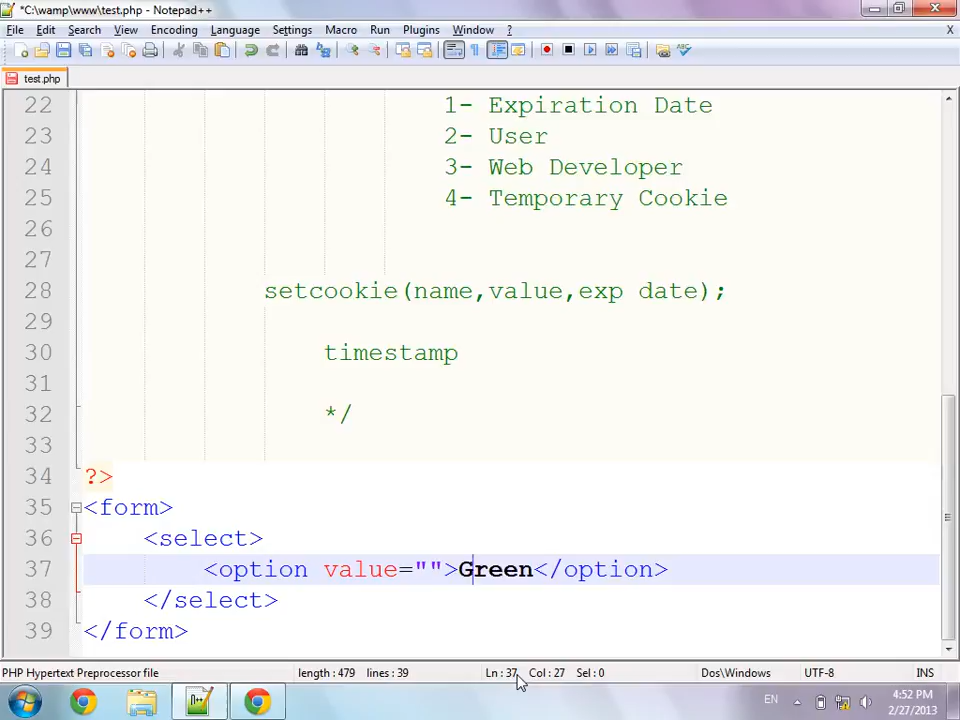 *C:\wamp\www\test.php - Notepad++
File Edit Search View Encoding Language Settings Macro Run Plugins Window ? X
test.php
22 1- Expiration Date
23 2- User
24 3- Web Developer
25 4- Temporary Cookie
26
27
28 setcookie(name,value,exp date);
29
30 timestamp
31
32 */
33
34 ?>
35 <form>
36 <select>
37 <option value="">Green</option>
38 </select>
39 </form>
PHP Hypertext Preprocessor file length : 479 lines : 39 Ln : 37 Col : 27 Sel : 0 Dos\Windows UTF-8 INS
EN 4:52 PM
2/27/2013